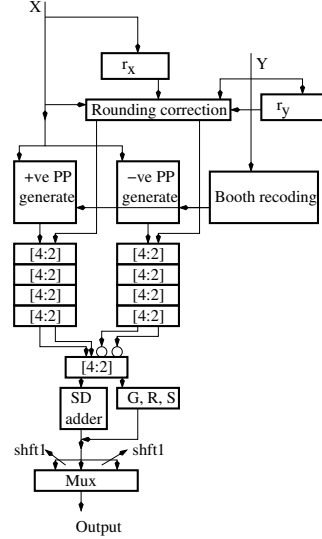 X
r_x
Y
Rounding correction
r_y
+ve PP generate
−ve PP generate
Booth recoding
[4:2]
[4:2]
[4:2]
[4:2]
[4:2]
[4:2]
[4:2]
[4:2]
[4:2]
SD adder
G, R, S
shft1
shft1
Mux
Output